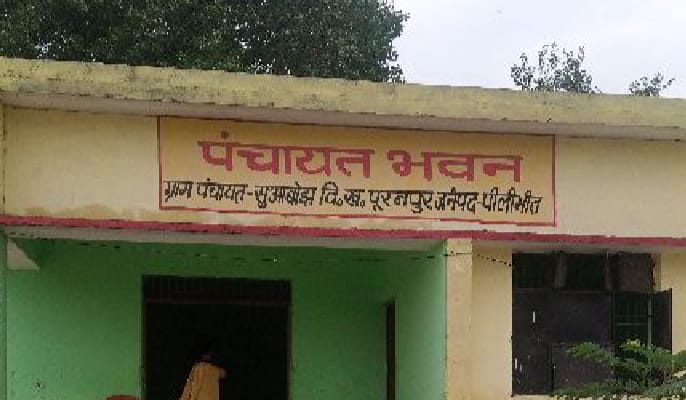 पंचायत भवन
ग्राम पंचायत-सुआबोझ वि.ख. पूरनपुर जनपद-पीलीभीत